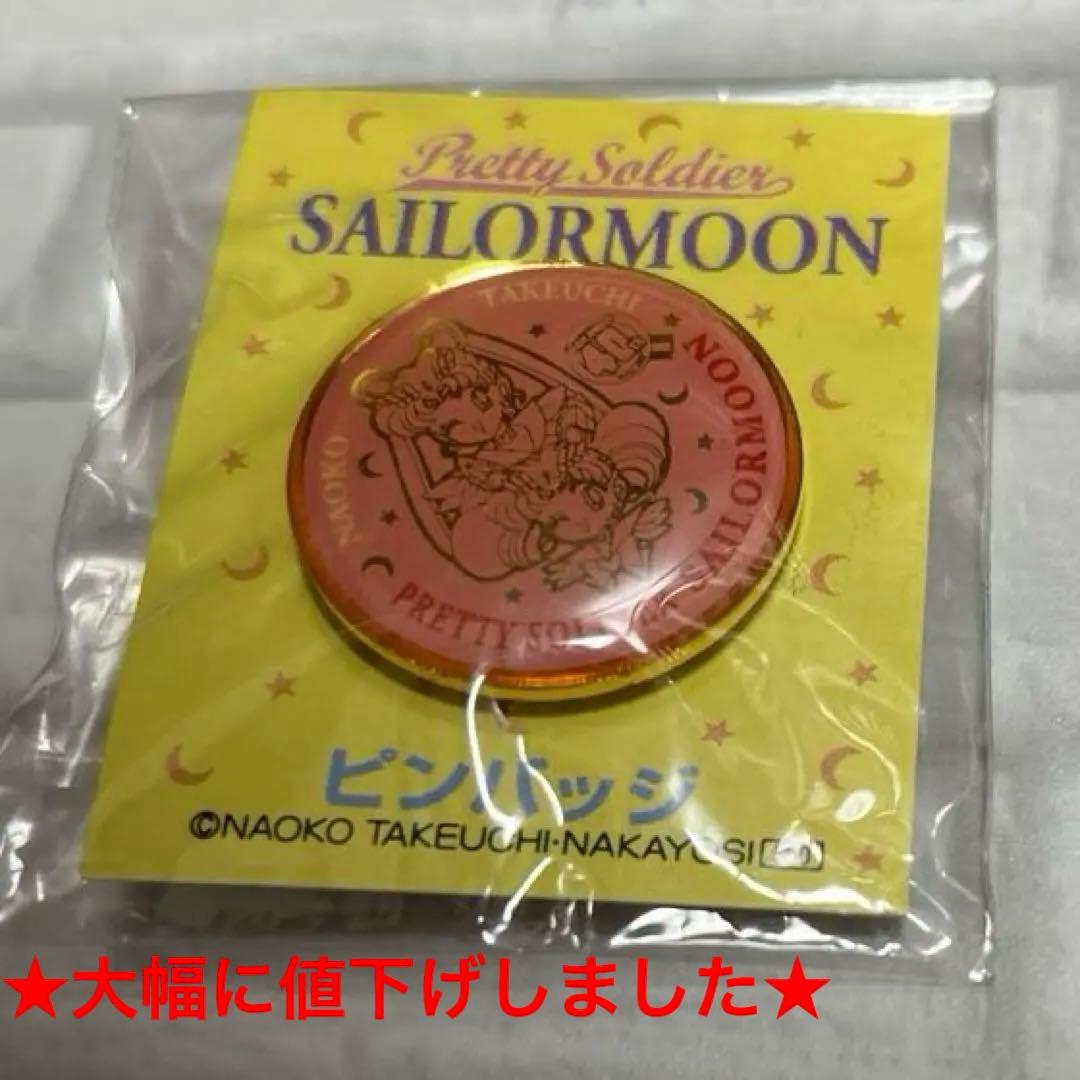 Pretty Soldier
SAILORMOON
NAOKO TAKEUCHI
PRETTY SOLDIER SAILORMOON
ピンバッジ
©NAOKO TAKEUCHI·NAKAYOSI
★大幅に値下げしました★